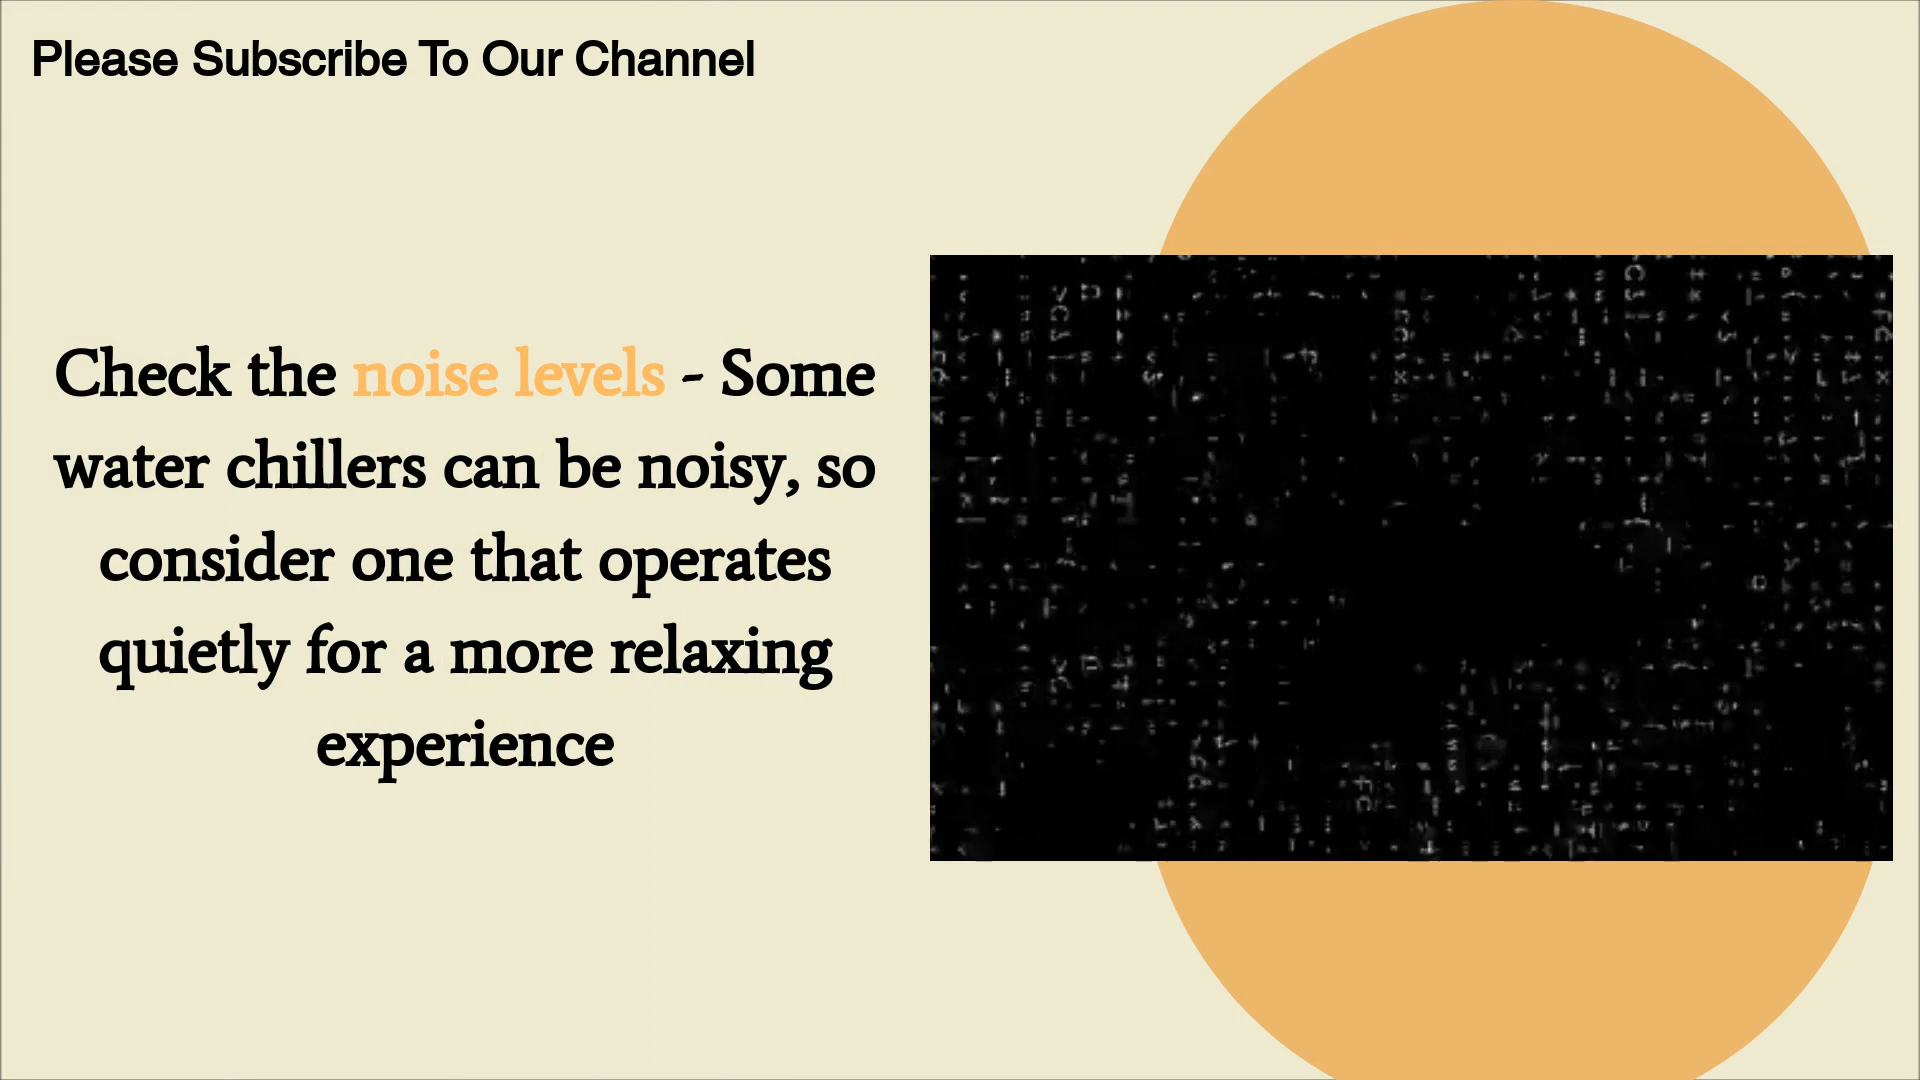 Please Subscribe To Our Channel
Check the noise levels - Some
water chillers can be noisy, so
consider one that operates
quietly for a more relaxing
experience